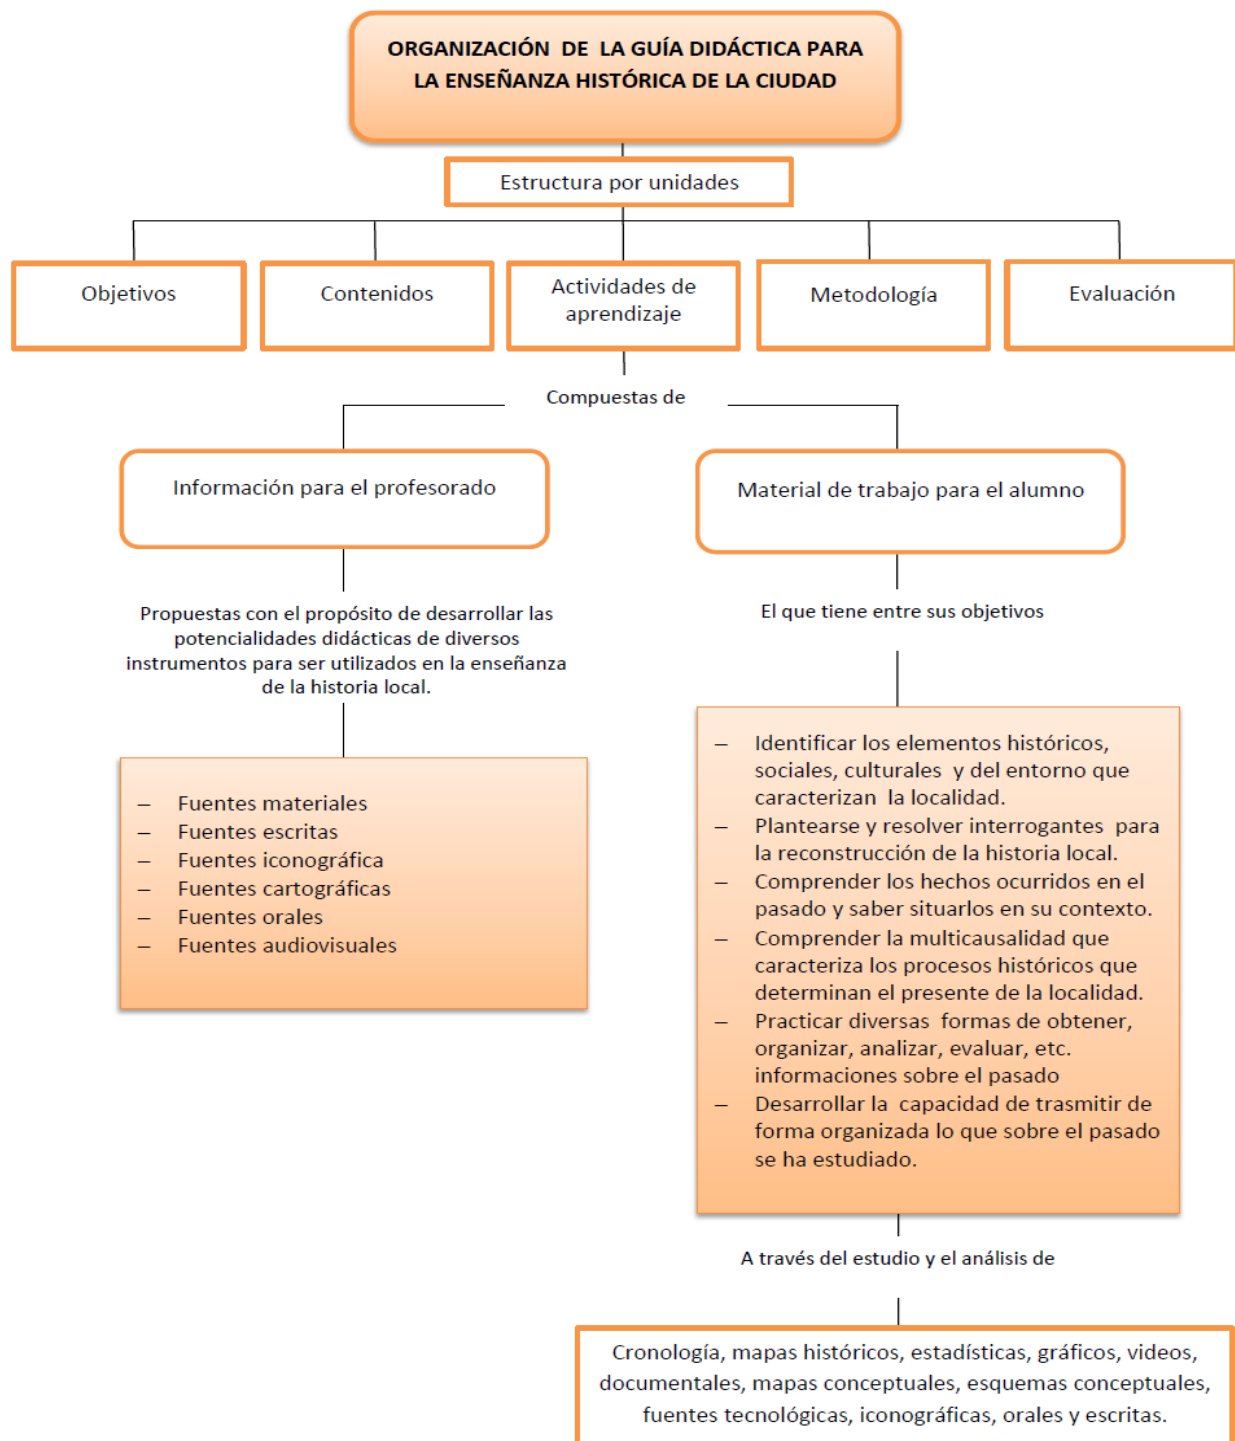 ORGANIZACIÓN DE LA GUÍA DIDÁCTICA PARA
LA ENSEÑANZA HISTÓRICA DE LA CIUDAD
Estructura por unidades
Objetivos
Contenidos
Actividades de
aprendizaje
Metodología
Evaluación
Compuestas de
Información para el profesorado
Propuestas con el propósito de desarrollar las
potencialidades didácticas de diversos
instrumentos para ser utilizados en la enseñanza
de la historia local.
– Fuentes materiales
– Fuentes escritas
– Fuentes iconográfica
– Fuentes cartográficas
– Fuentes orales
– Fuentes audiovisuales
Material de trabajo para el alumno
El que tiene entre sus objetivos
– Identificar los elementos históricos,
sociales, culturales y del entorno que
caracterizan la localidad.
– Plantearse y resolver interrogantes para
la reconstrucción de la historia local.
– Comprender los hechos ocurridos en el
pasado y saber situarlos en su contexto.
– Comprender la multicausalidad que
caracteriza los procesos históricos que
determinan el presente de la localidad.
– Practicar diversas formas de obtener,
organizar, analizar, evaluar, etc.
informaciones sobre el pasado
– Desarrollar la capacidad de trasmitir de
forma organizada lo que sobre el pasado
se ha estudiado.
A través del estudio y el análisis de
Cronología, mapas históricos, estadísticas, gráficos, videos,
documentales, mapas conceptuales, esquemas conceptuales,
fuentes tecnológicas, iconográficas, orales y escritas.